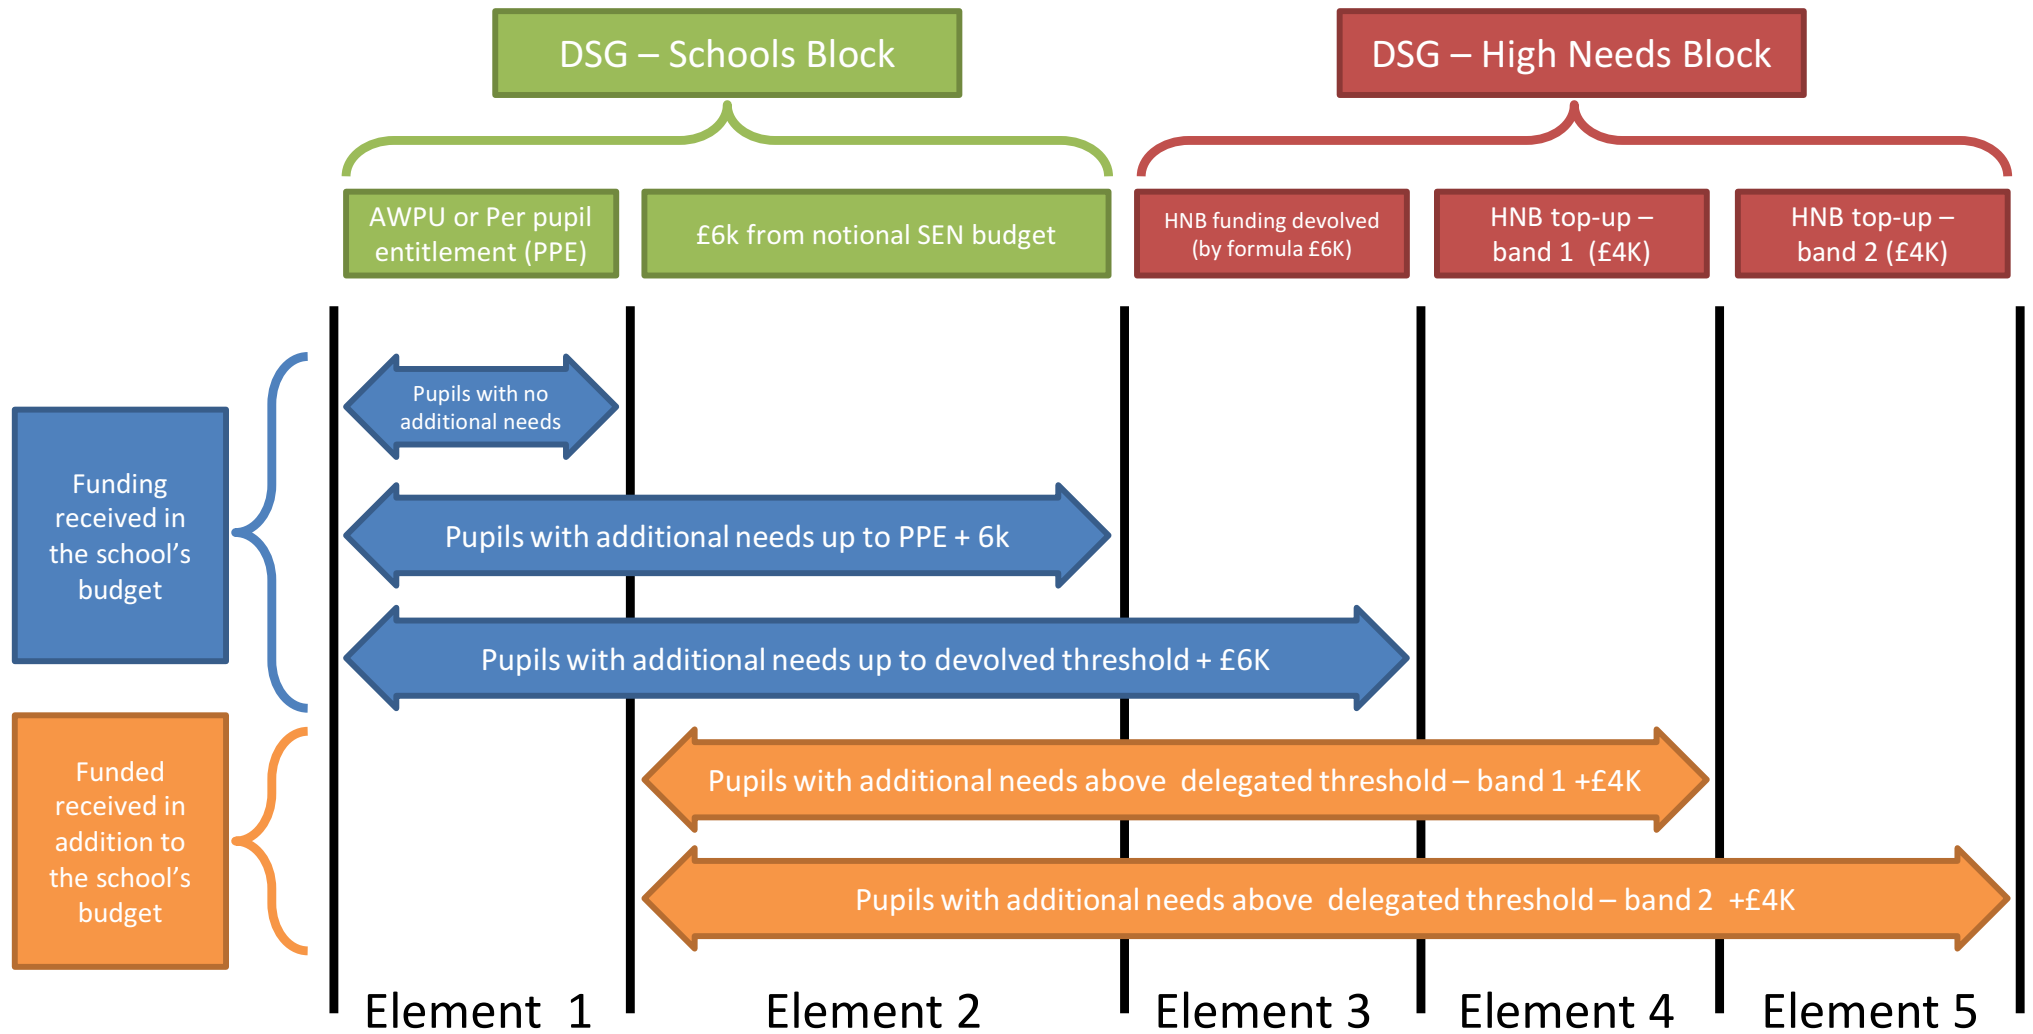 DSG – Schools Block
DSG – High Needs Block
AWPU or Per pupil
entitlement (PPE)
£6k from notional SEN budget
HNB funding devolved
(by formula £6K)
HNB top-up –
band 1 (£4K)
HNB top-up –
band 2 (£4K)
Funding
received in
the school’s
budget
Pupils with no
additional needs
Pupils with additional needs up to PPE + 6k
Pupils with additional needs up to devolved threshold + £6K
Funded
received in
addition to
the school’s
budget
Pupils with additional needs above delegated threshold – band 1 +£4K
Pupils with additional needs above delegated threshold – band 2 +£4K
Element 1
Element 2
Element 3
Element 4
Element 5